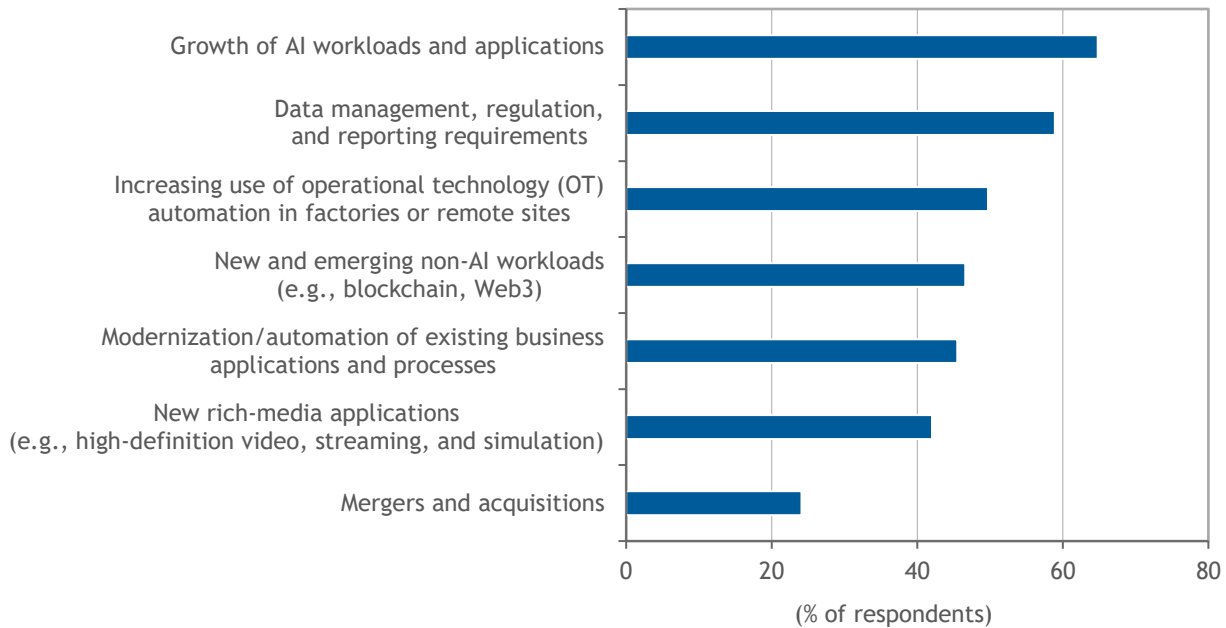 Growth of AI workloads and applications
Data management, regulation,
and reporting requirements
Increasing use of operational technology (OT)
automation in factories or remote sites
New and emerging non-AI workloads
(e.g., blockchain, Web3)
Modernization/automation of existing business
applications and processes
New rich-media applications
(e.g., high-definition video, streaming, and simulation)
Mergers and acquisitions
0 20 40 60 80
(% of respondents)